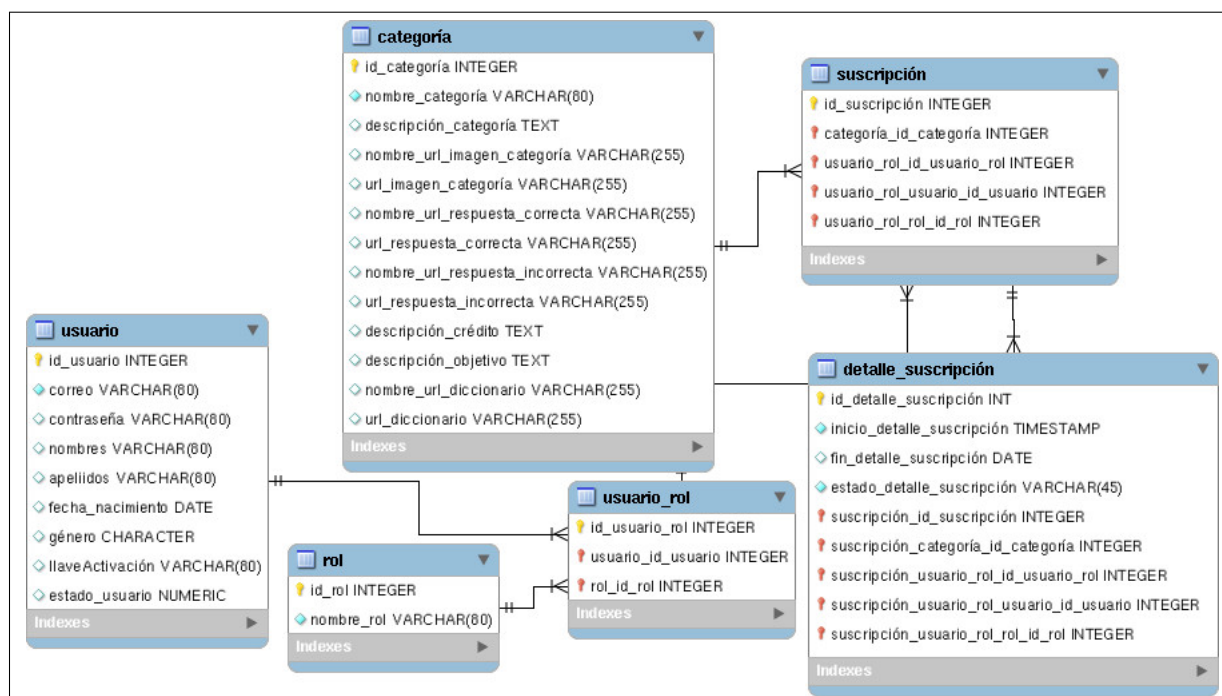 categoría
id_categoría INTEGER
nombre_categoría VARCHAR(80)
descripción_categoría TEXT
nombre_url_imagen_categoría VARCHAR(255)
url_imagen_categoría VARCHAR(255)
nombre_url_respuesta_correcta VARCHAR(255)
url_respuesta_correcta VARCHAR(255)
nombre_url_respuesta_incorrecta VARCHAR(255)
url_respuesta_incorrecta VARCHAR(255)
descripción_crédito TEXT
descripción_objetivo TEXT
nombre_url_diccionario VARCHAR(255)
url_diccionario VARCHAR(255)
Indexes
suscripción
id_suscripción INTEGER
categoría_id_categoría INTEGER
usuario_rol_id_usuario_rol INTEGER
usuario_rol_usuario_id_usuario INTEGER
usuario_rol_rol_id_rol INTEGER
Indexes
usuario
id_usuario INTEGER
correo VARCHAR(80)
contraseña VARCHAR(80)
nombres VARCHAR(80)
apeliidos VARCHAR(80)
fecha_nacimiento DATE
género CHARACTER
llaveActivación VARCHAR(80)
estado_usuario NUMERIC
Indexes
rol
id_rol INTEGER
nombre_rol VARCHAR(80)
Indexes
usuario_rol
id_usuario_rol INTEGER
usuario_id_usuario INTEGER
rol_id_rol INTEGER
Indexes
detalle_suscripción
id_detalle_suscripción INT
inicio_detalle_suscripción TIMESTAMP
fin_detalle_suscripción DATE
estado_detalle_suscripción VARCHAR(45)
suscripción_id_suscripción INTEGER
suscripción_categoría_id_categoría INTEGER
suscripción_usuario_rol_id_usuario_rol INTEGER
suscripción_usuario_rol_usuario_id_usuario INTEGER
suscripción_usuario_rol_rol_id_rol INTEGER
Indexes